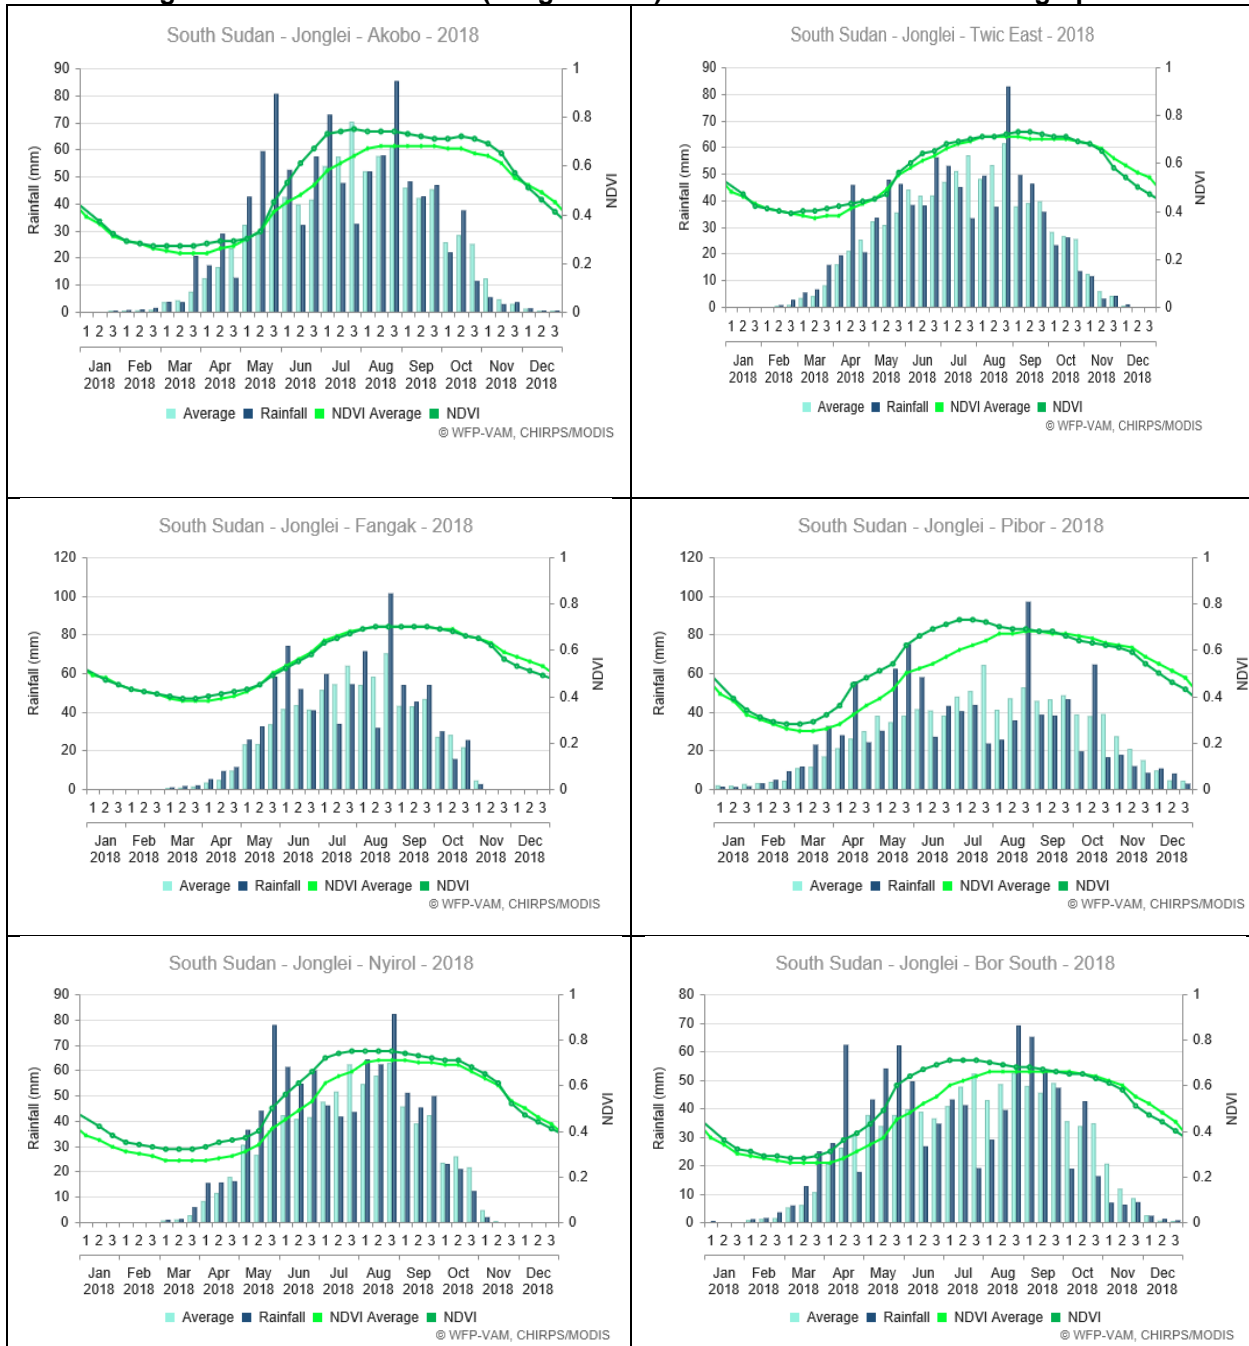 South Sudan - Jonglei - Akobo - 2018
90 1
80
70 0.8
60 0.6
50
40 0.4
30
20 0.2
10
0 0
Rainfall (mm)
NDVI
1 2 3 1 2 3 1 2 3 1 2 3 1 2 3 1 2 3 1 2 3 1 2 3 1 2 3 1 2 3 1 2 3 1 2 3
Jan Feb Mar Apr May Jun Jul Aug Sep Oct Nov Dec
2018 2018 2018 2018 2018 2018 2018 2018 2018 2018 2018 2018
Average Rainfall NDVI Average NDVI
© WFP-VAM, CHIRPS/MODIS
South Sudan - Jonglei - Twic East - 2018
90 1
80
70 0.8
60 0.6
50
40 0.4
30
20 0.2
10
0 0
Rainfall (mm)
NDVI
1 2 3 1 2 3 1 2 3 1 2 3 1 2 3 1 2 3 1 2 3 1 2 3 1 2 3 1 2 3 1 2 3 1 2 3
Jan Feb Mar Apr May Jun Jul Aug Sep Oct Nov Dec
2018 2018 2018 2018 2018 2018 2018 2018 2018 2018 2018 2018
Average Rainfall NDVI Average NDVI
© WFP-VAM, CHIRPS/MODIS
South Sudan - Jonglei - Fangak - 2018
120 1
100 0.8
80
60 0.6
40 0.4
20 0.2
0 0
Rainfall (mm)
NDVI
1 2 3 1 2 3 1 2 3 1 2 3 1 2 3 1 2 3 1 2 3 1 2 3 1 2 3 1 2 3 1 2 3 1 2 3
Jan Feb Mar Apr May Jun Jul Aug Sep Oct Nov Dec
2018 2018 2018 2018 2018 2018 2018 2018 2018 2018 2018 2018
Average Rainfall NDVI Average NDVI
© WFP-VAM, CHIRPS/MODIS
South Sudan - Jonglei - Pibor - 2018
120 1
100 0.8
80
60 0.6
40 0.4
20 0.2
0 0
Rainfall (mm)
NDVI
1 2 3 1 2 3 1 2 3 1 2 3 1 2 3 1 2 3 1 2 3 1 2 3 1 2 3 1 2 3 1 2 3 1 2 3
Jan Feb Mar Apr May Jun Jul Aug Sep Oct Nov Dec
2018 2018 2018 2018 2018 2018 2018 2018 2018 2018 2018 2018
Average Rainfall NDVI Average NDVI
© WFP-VAM, CHIRPS/MODIS
South Sudan - Jonglei - Nyirol - 2018
90 1
80
70 0.8
60 0.6
50
40 0.4
30
20 0.2
10
0 0
Rainfall (mm)
NDVI
1 2 3 1 2 3 1 2 3 1 2 3 1 2 3 1 2 3 1 2 3 1 2 3 1 2 3 1 2 3 1 2 3 1 2 3
Jan Feb Mar Apr May Jun Jul Aug Sep Oct Nov Dec
2018 2018 2018 2018 2018 2018 2018 2018 2018 2018 2018 2018
Average Rainfall NDVI Average NDVI
© WFP-VAM, CHIRPS/MODIS
South Sudan - Jonglei - Bor South - 2018
80 1
70 0.8
60
50 0.6
40
30 0.4
20 0.2
10
0 0
Rainfall (mm)
NDVI
1 2 3 1 2 3 1 2 3 1 2 3 1 2 3 1 2 3 1 2 3 1 2 3 1 2 3 1 2 3 1 2 3 1 2 3
Jan Feb Mar Apr May Jun Jul Aug Sep Oct Nov Dec
2018 2018 2018 2018 2018 2018 2018 2018 2018 2018 2018 2018
Average Rainfall NDVI Average NDVI
© WFP-VAM, CHIRPS/MODIS